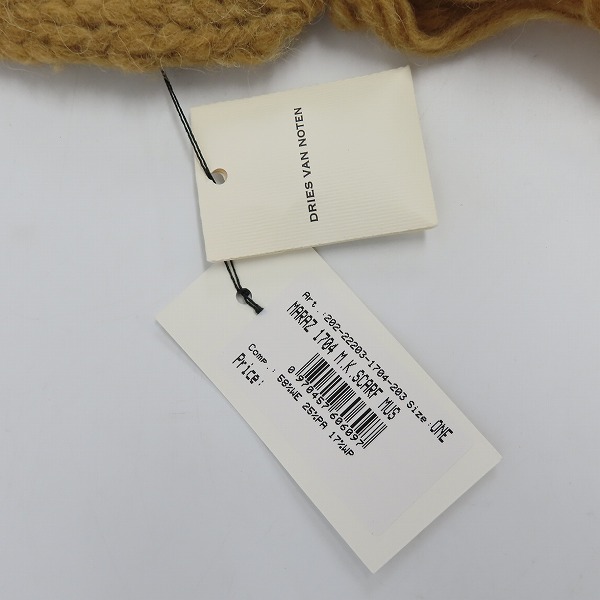 DRIES VAN NOTEN
Art.: 202-22203-1704-203 Size: ONE
MARAZ 1704 M.K.SCARF MUS
0970457606097
Comp.: 58%WE 25%PA 17%WP
Price: